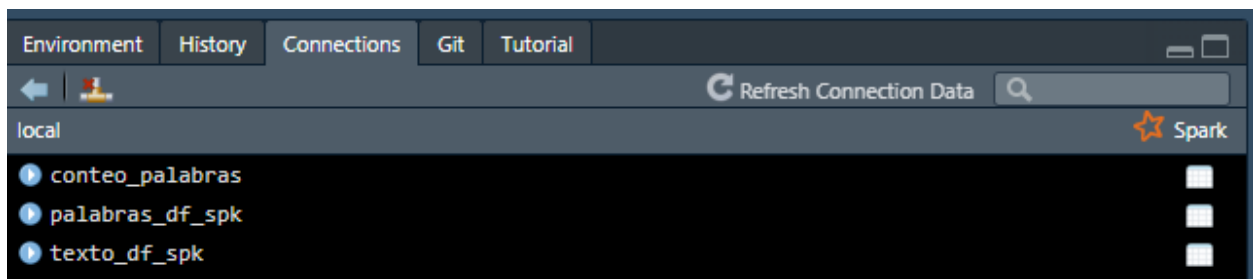 Environment History Connections Git Tutorial
Refresh Connection Data
local Spark
conteo_palabras
palabras_df_spk
texto_df_spk